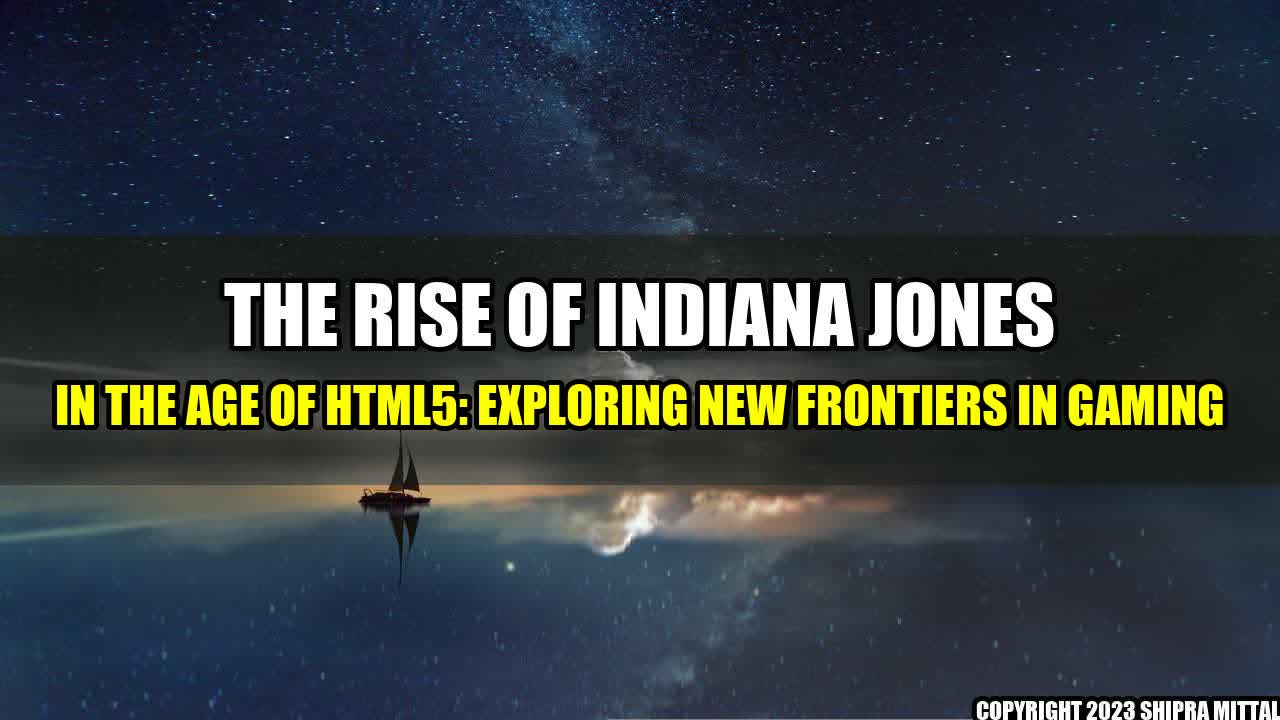 THE RISE OF INDIANA JONES
IN THE AGE OF HTML5: EXPLORING NEW FRONTIERS IN GAMING
COPYRIGHT 2023 SHIPRA MITTAL